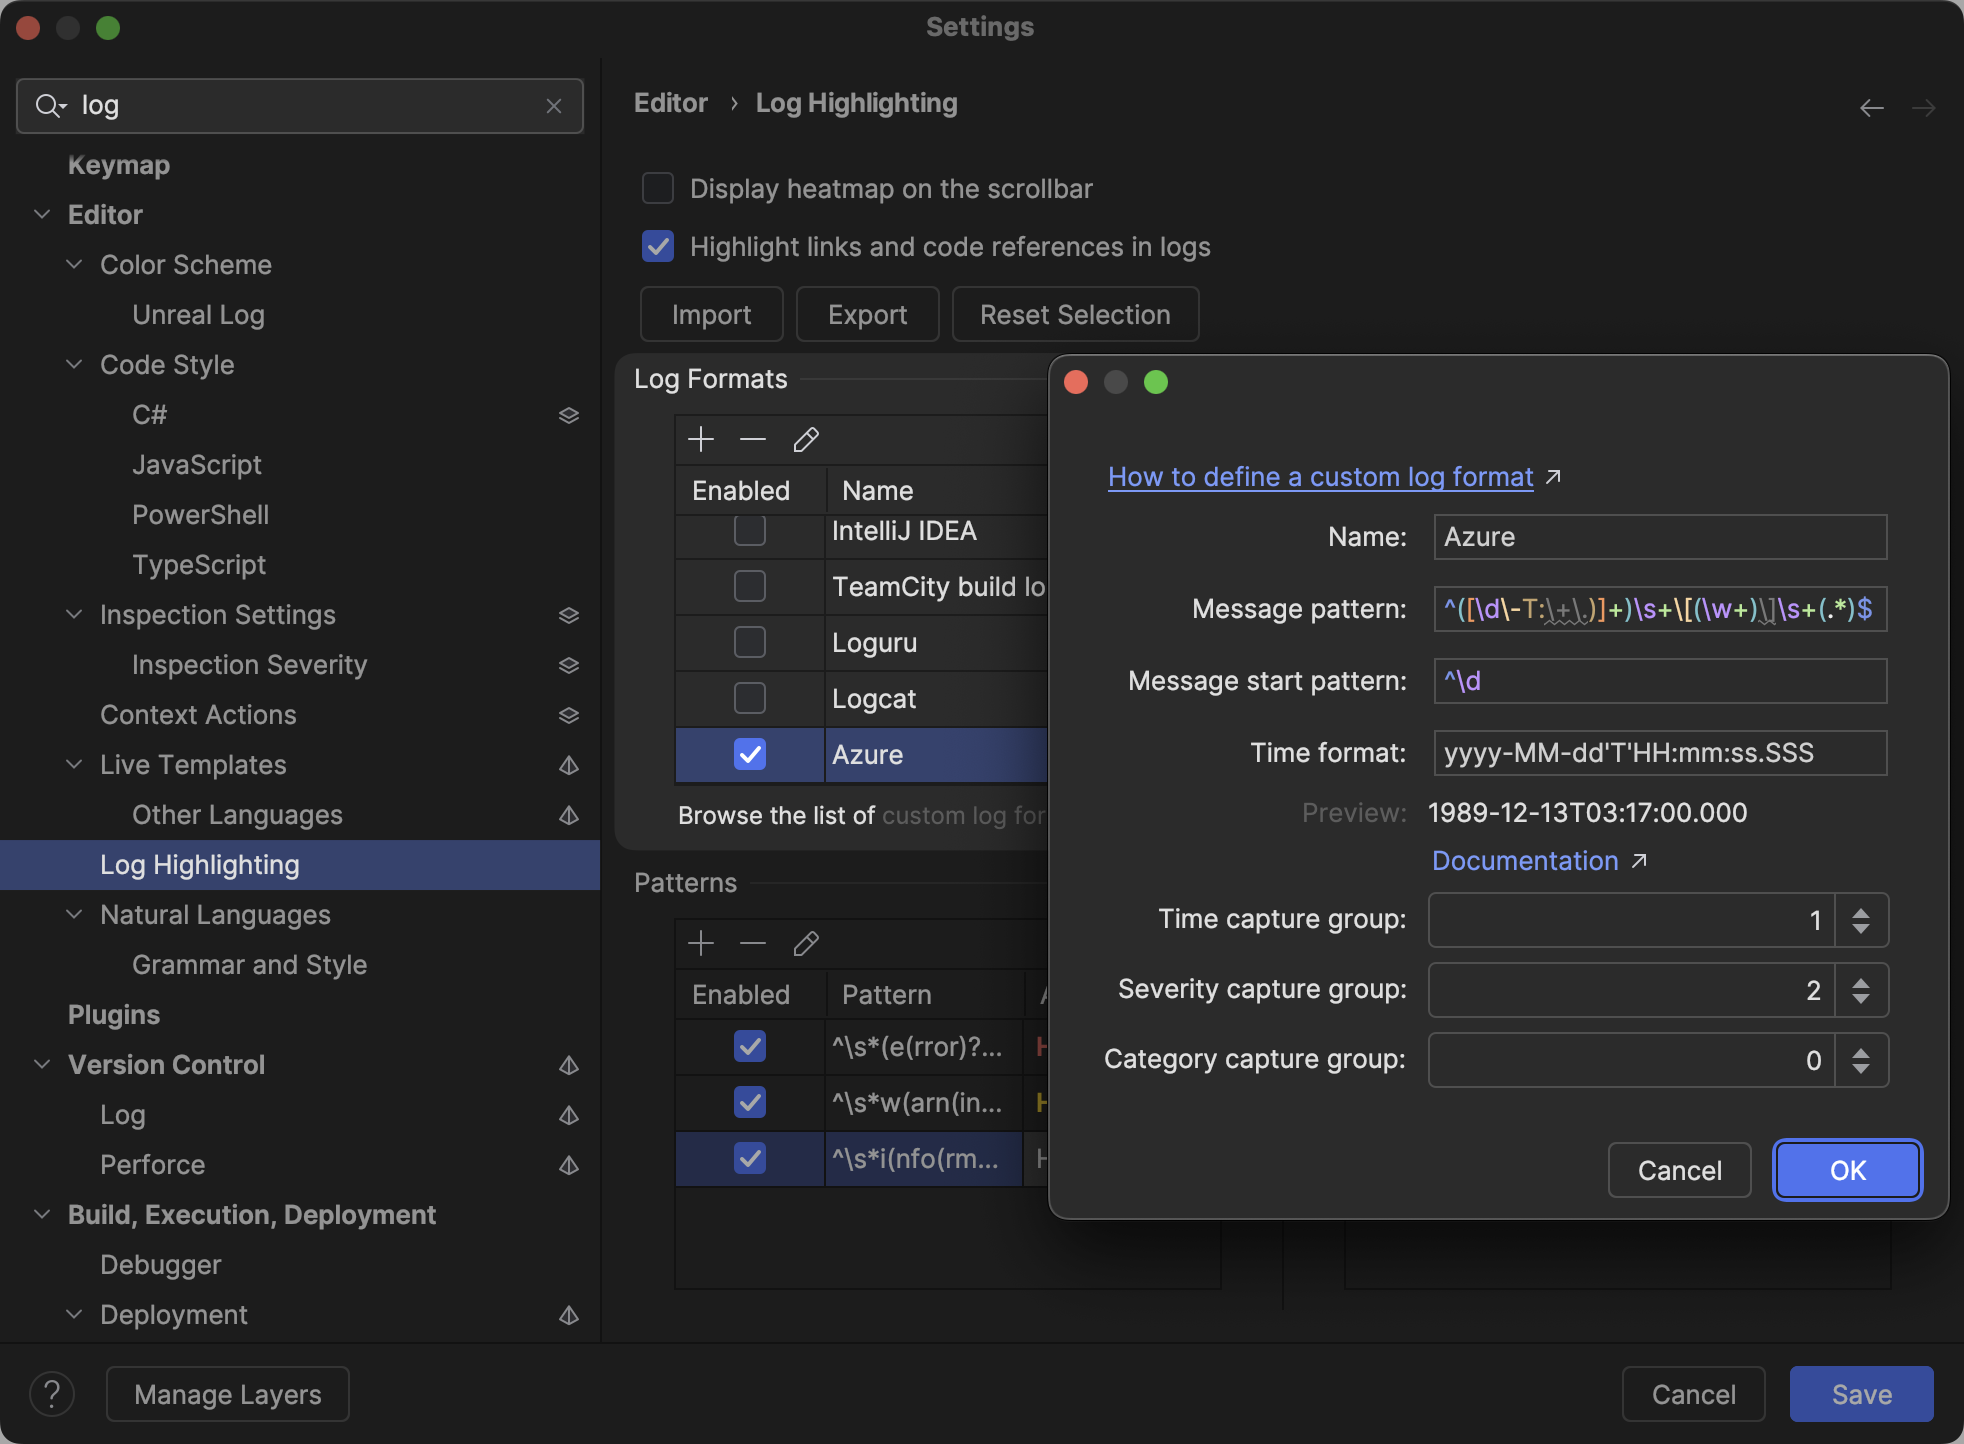 Settings
log
Keymap
Editor
Color Scheme
Unreal Log
Code Style
C#
JavaScript
PowerShell
TypeScript
Inspection Settings
Inspection Severity
Context Actions
Live Templates
Other Languages
Log Highlighting
Natural Languages
Grammar and Style
Plugins
Version Control
Log
Perforce
Build, Execution, Deployment
Debugger
Deployment
Editor › Log Highlighting
Display heatmap on the scrollbar
Highlight links and code references in logs
Import Export Reset Selection
Log Formats
Enabled Name
IntelliJ IDEA
TeamCity build lo
Loguru
Logcat
Azure
Browse the list of custom log for
Patterns
Enabled Pattern
^\s*(e(rror)?...
^\s*w(arn(in...
^\s*i(nfo(rm...
How to define a custom log format
Name: Azure
Message pattern: ^([\d\-T:\+\.)]+)\s+\[(\w+)\]\s+(.*)$
Message start pattern: ^\d
Time format: yyyy-MM-dd'T'HH:mm:ss.SSS
Preview: 1989-12-13T03:17:00.000
Documentation
Time capture group: 1
Severity capture group: 2
Category capture group: 0
Cancel OK
? Manage Layers
Cancel Save